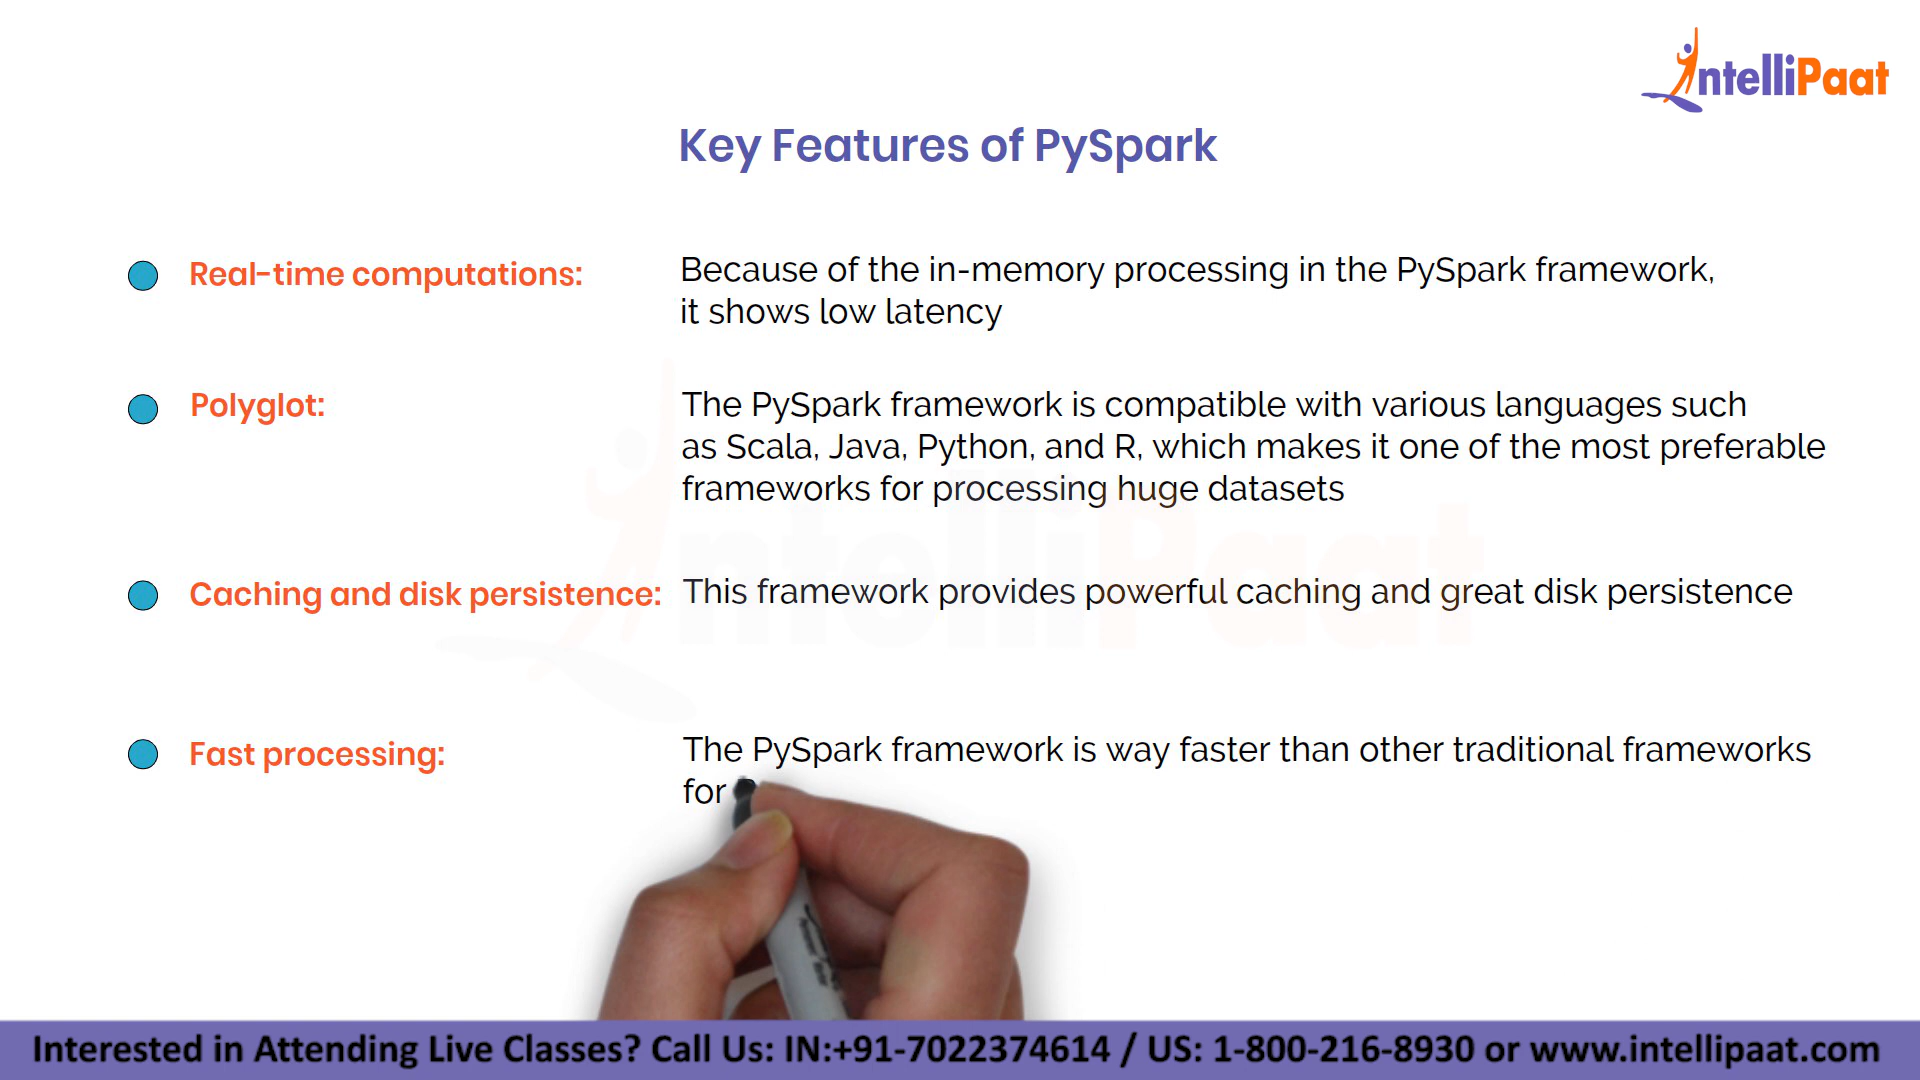 IntelliPaat
Key Features of PySpark
Real-time computations:
Because of the in-memory processing in the PySpark framework,
it shows low latency
Polyglot:
The PySpark framework is compatible with various languages such
as Scala, Java, Python, and R, which makes it one of the most preferable
frameworks for processing huge datasets
Caching and disk persistence:
This framework provides powerful caching and great disk persistence
Fast processing:
The PySpark framework is way faster than other traditional frameworks
for
IntelliPaat
Interested in Attending Live Classes? Call Us: IN:+91-7022374614 / US: 1-800-216-8930 or www.intellipaat.com